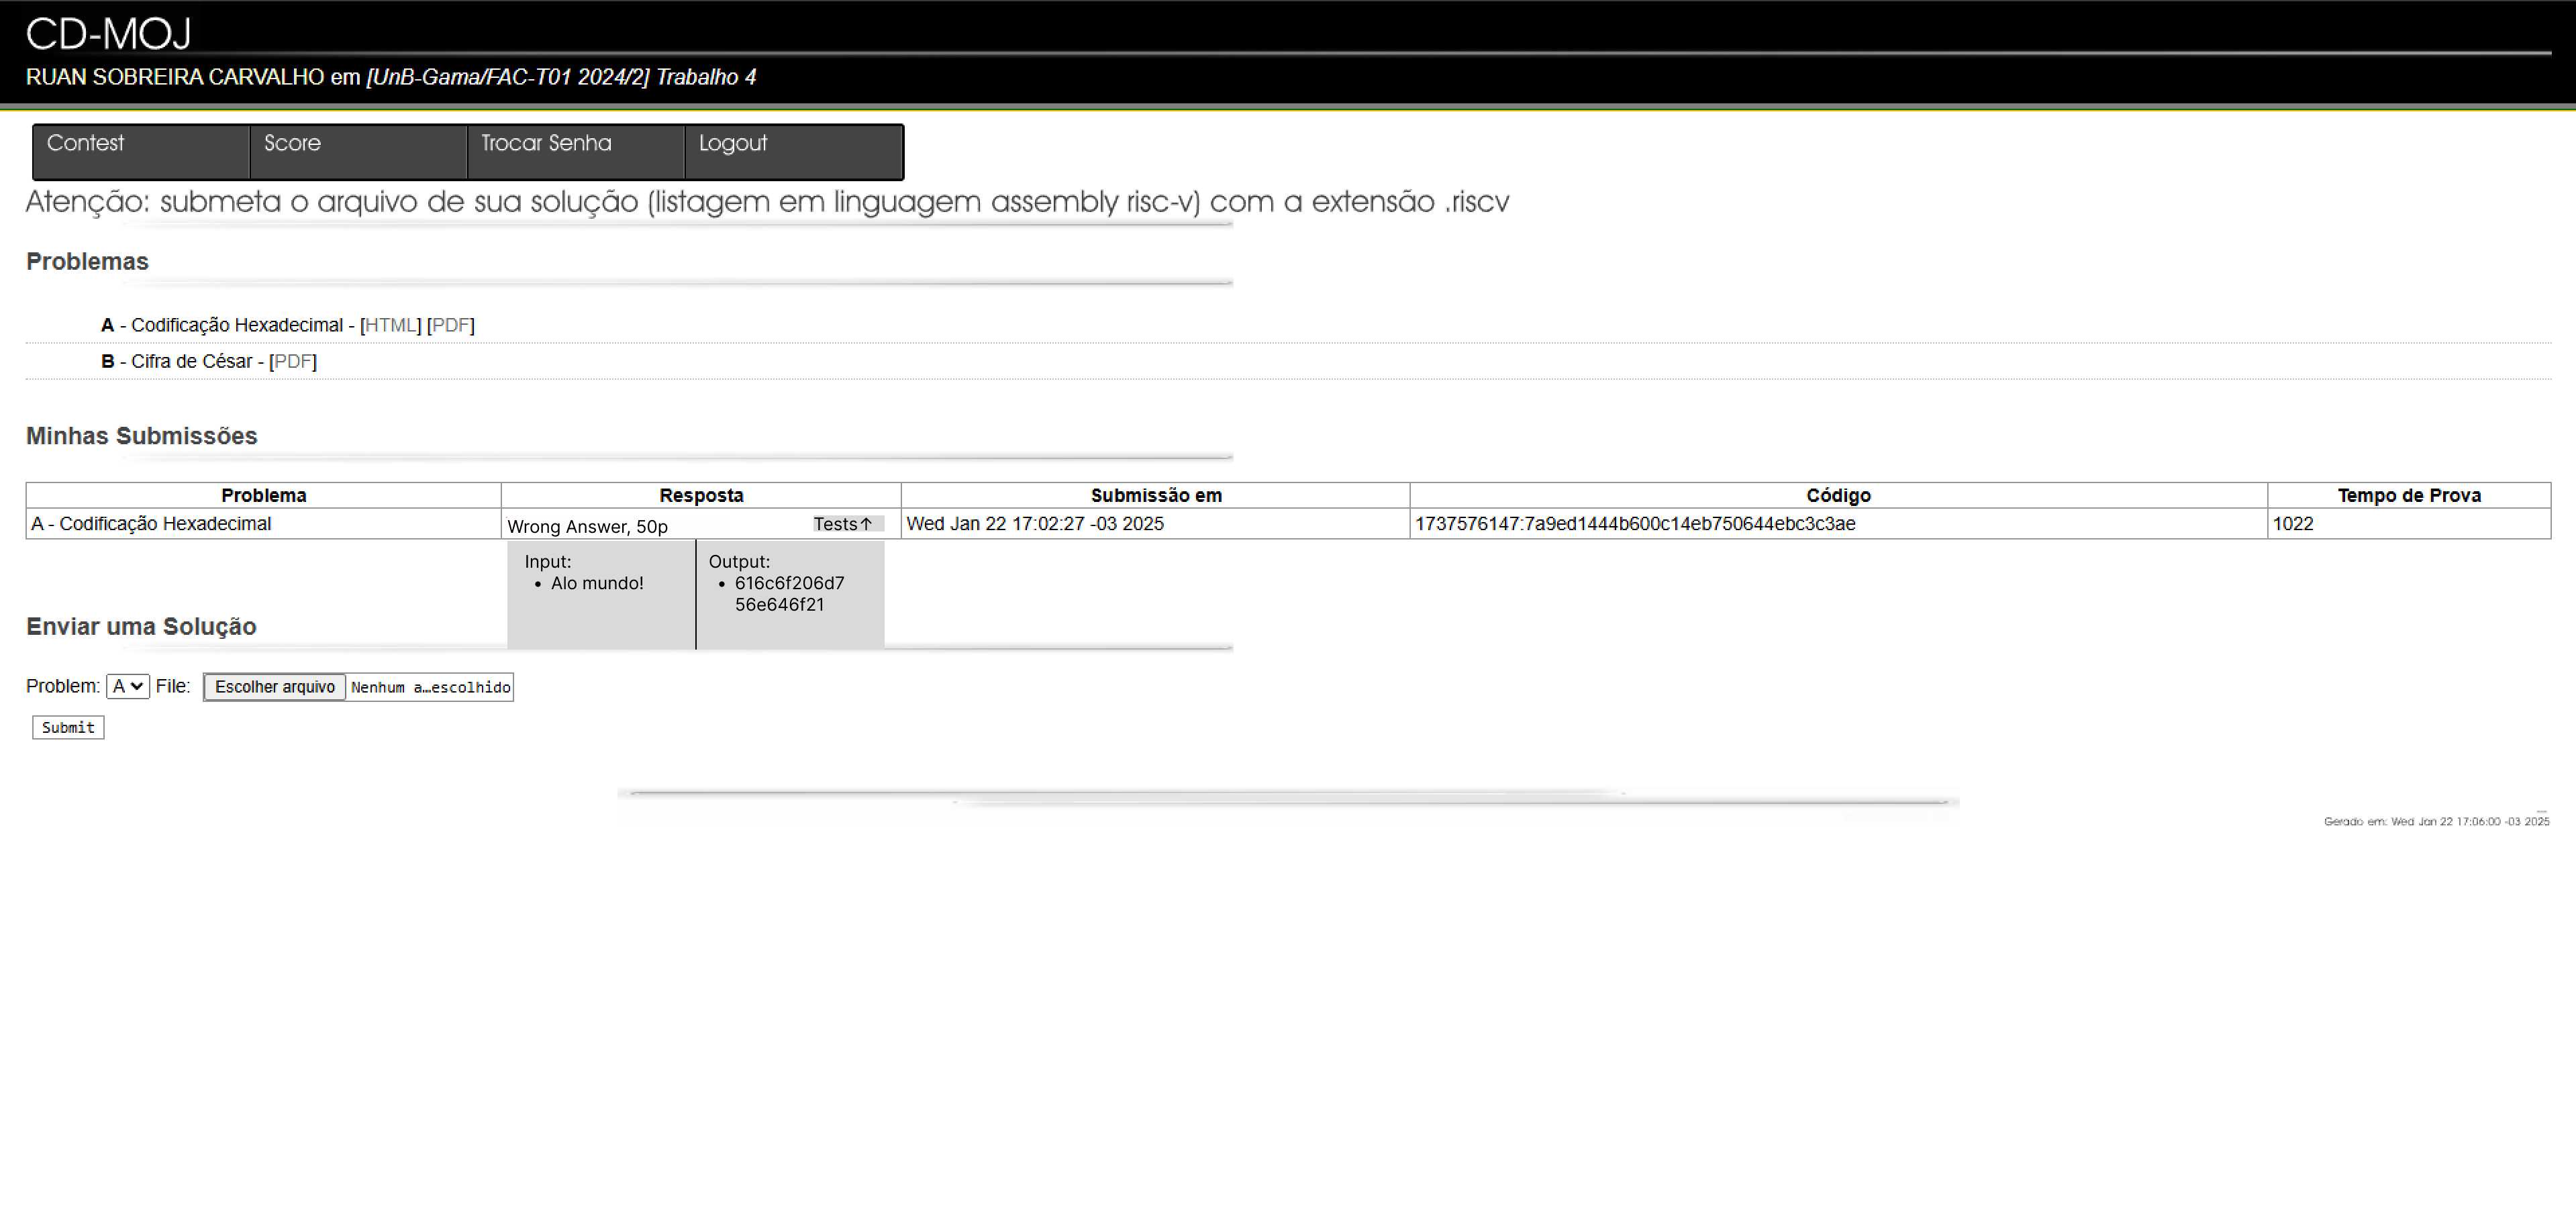 CD-MOJ
RUAN SOBREIRA CARVALHO em [UnB-Gama/FAC-T01 2024/2] Trabalho 4
Contest Score Trocar Senha Logout
Atenção: submeta o arquivo de sua solução (listagem em linguagem assembly risc-v) com a extensão .riscv
Problemas
A - Codificação Hexadecimal - [HTML] [PDF]
B - Cifra de César - [PDF]
Minhas Submissões
Problema Resposta Submissão em Código Tempo de Prova
A - Codificação Hexadecimal Wrong Answer, 50p Tests↑ Wed Jan 22 17:02:27 -03 2025 1737576147:7a9ed1444b600c14eb750644ebc3c3ae 1022
Input: Output:
• Alo mundo! • 616c6f206d7
56e646f21
Enviar uma Solução
Problem: A File: Escolher arquivo Nenhum a…escolhido
Submit
Gerado em: Wed Jan 22 17:06:00 -03 2025